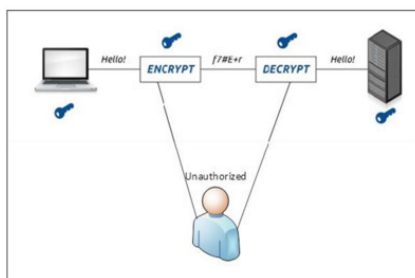 Hello!
ENCRYPT
f7#E+r
DECRYPT
Hello!
Unauthorized